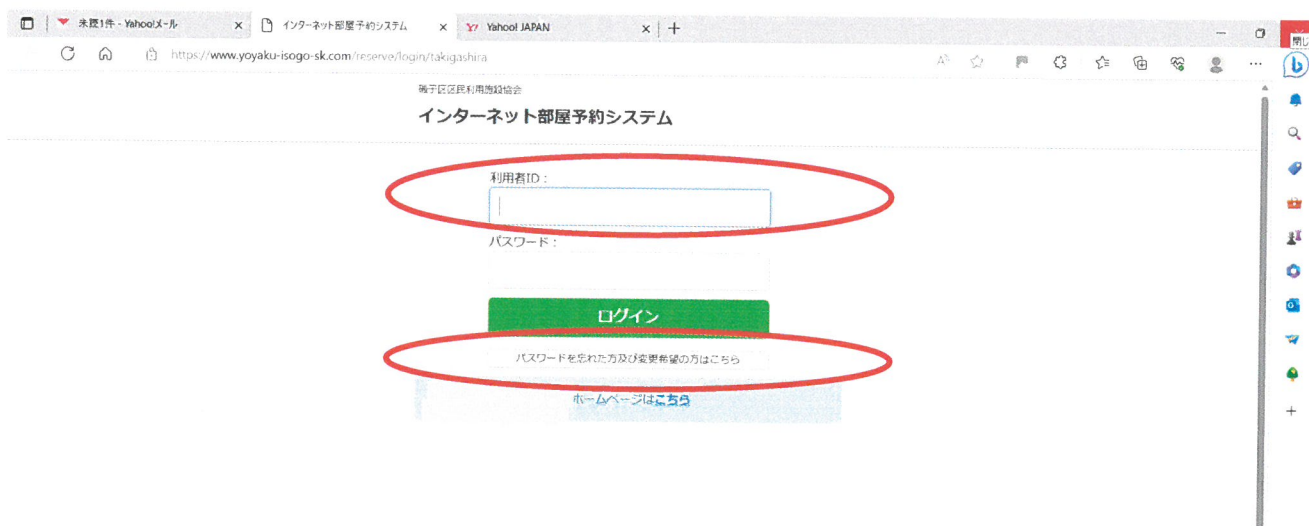 未読1件 - Yahoo!メール
インターネット部屋予約システム
Y! Yahoo! JAPAN
閉じ
https://www.yoyaku-isogo-sk.com/reserve/login/takigashira
磯子区区民利用施設協会
インターネット部屋予約システム
利用者ID：
パスワード：
ログイン
パスワードを忘れた方及び変更希望の方はこちら
ホームページはこちら